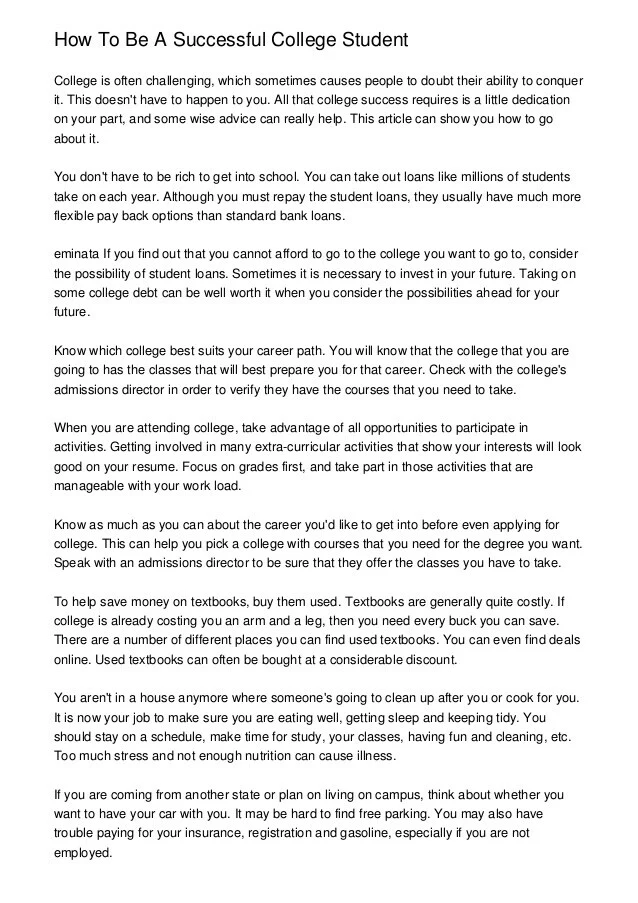 How To Be A Successful College Student
College is often challenging, which sometimes causes people to doubt their ability to conquer
it. This doesn't have to happen to you. All that college success requires is a little dedication
on your part, and some wise advice can really help. This article can show you how to go
about it.
You don't have to be rich to get into school. You can take out loans like millions of students
take on each year. Although you must repay the student loans, they usually have much more
flexible pay back options than standard bank loans.
eminata If you find out that you cannot afford to go to the college you want to go to, consider
the possibility of student loans. Sometimes it is necessary to invest in your future. Taking on
some college debt can be well worth it when you consider the possibilities ahead for your
future.
Know which college best suits your career path. You will know that the college that you are
going to has the classes that will best prepare you for that career. Check with the college's
admissions director in order to verify they have the courses that you need to take.
When you are attending college, take advantage of all opportunities to participate in
activities. Getting involved in many extra-curricular activities that show your interests will look
good on your resume. Focus on grades first, and take part in those activities that are
manageable with your work load.
Know as much as you can about the career you'd like to get into before even applying for
college. This can help you pick a college with courses that you need for the degree you want.
Speak with an admissions director to be sure that they offer the classes you have to take.
To help save money on textbooks, buy them used. Textbooks are generally quite costly. If
college is already costing you an arm and a leg, then you need every buck you can save.
There are a number of different places you can find used textbooks. You can even find deals
online. Used textbooks can often be bought at a considerable discount.
You aren't in a house anymore where someone's going to clean up after you or cook for you.
It is now your job to make sure you are eating well, getting sleep and keeping tidy. You
should stay on a schedule, make time for study, your classes, having fun and cleaning, etc.
Too much stress and not enough nutrition can cause illness.
If you are coming from another state or plan on living on campus, think about whether you
want to have your car with you. It may be hard to find free parking. You may also have
trouble paying for your insurance, registration and gasoline, especially if you are not
employed.